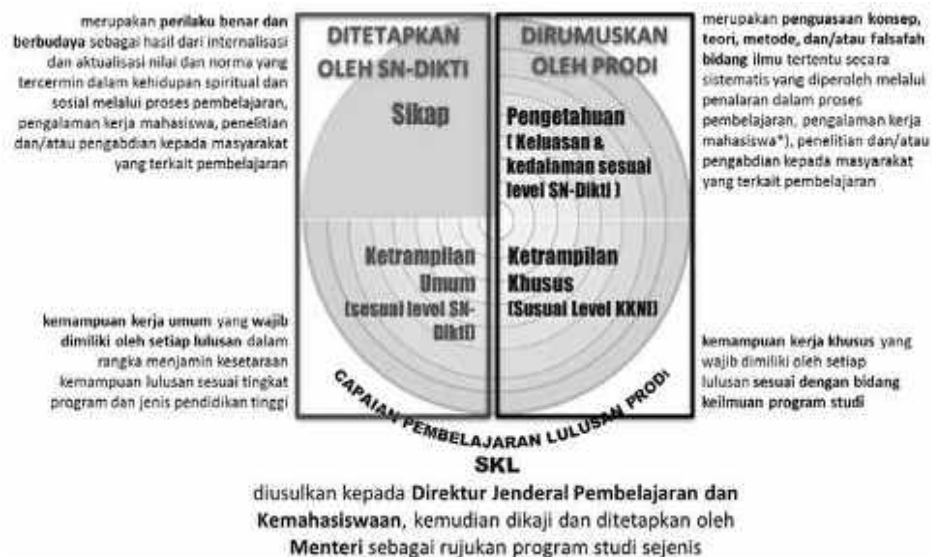 merupakan perilaku benar dan
berbudaya sebagai hasil dari internalisasi
dan aktualisasi nilai dan norma yang
tercermin dalam kehidupan spiritual dan
sosial melalui proses pembelajaran,
pengalaman kerja mahasiswa, penelitian
dan/atau pengabdian kepada masyarakat
yang terkait pembelajaran
kemampuan kerja umum yang wajib
dimiliki oleh setiap lulusan dalam
rangka menjamin kesetaraan
kemampuan lulusan sesuai tingkat
program dan jenis pendidikan tinggi
DITETAPKAN
OLEH SN-DIKTI
Sikap
Ketrampilan
Umum
(sesuai level SN-
Dikti)
DIRUMUSKAN
OLEH PRODI
Pengetahuan
( Keluasan &
kedalaman sesuai
level SN-Dikti )
Ketrampilan
Khusus
(Susual Level KKNI)
merupakan penguasaan konsep,
teori, metode, dan/atau falsafah
bidang ilmu tertentu secara
sistematis yang diperoleh melalui
penalaran dalam proses
pembelajaran, pengalaman kerja
mahasiswa*), penelitian dan/atau
pengabdian kepada masyarakat
yang terkait pembelajaran
kemampuan kerja khusus yang
wajib dimiliki oleh setiap
lulusan sesuai dengan bidang
keilmuan program studi
CAPAIAN PEMBELAJARAN LULUSAN PRODI
SKL
diusulkan kepada Direktur Jenderal Pembelajaran dan
Kemahasiswaan, kemudian dikaji dan ditetapkan oleh
Menteri sebagai rujukan program studi sejenis